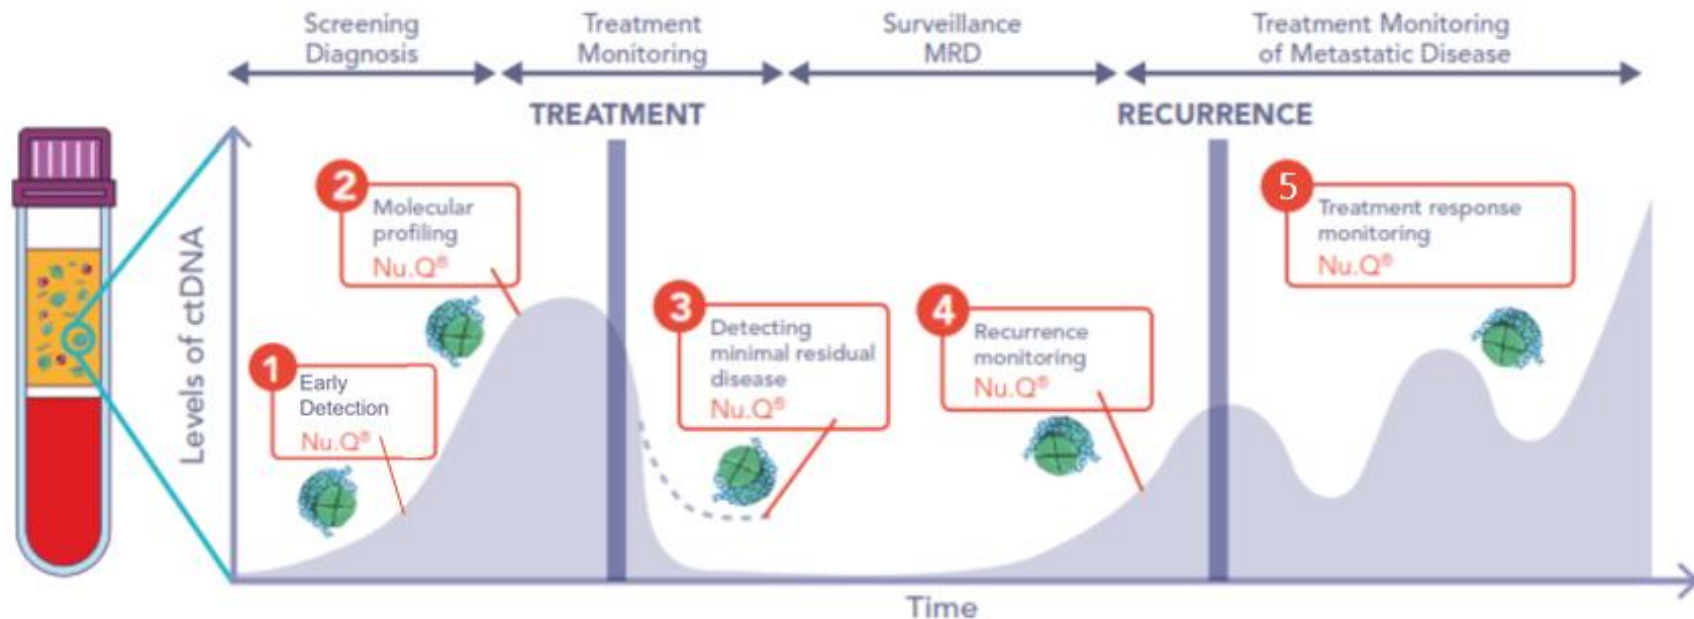 Screening
Diagnosis
Treatment
Monitoring
Surveillance
MRD
Treatment Monitoring
of Metastatic Disease
TREATMENT
RECURRENCE
Levels of ctDNA
1
Early
Detection
Nu.Q®
2
Molecular
profiling
Nu.Q®
3
Detecting
minimal residual
disease
Nu.Q®
4
Recurrence
monitoring
Nu.Q®
5
Treatment response
monitoring
Nu.Q®
Time